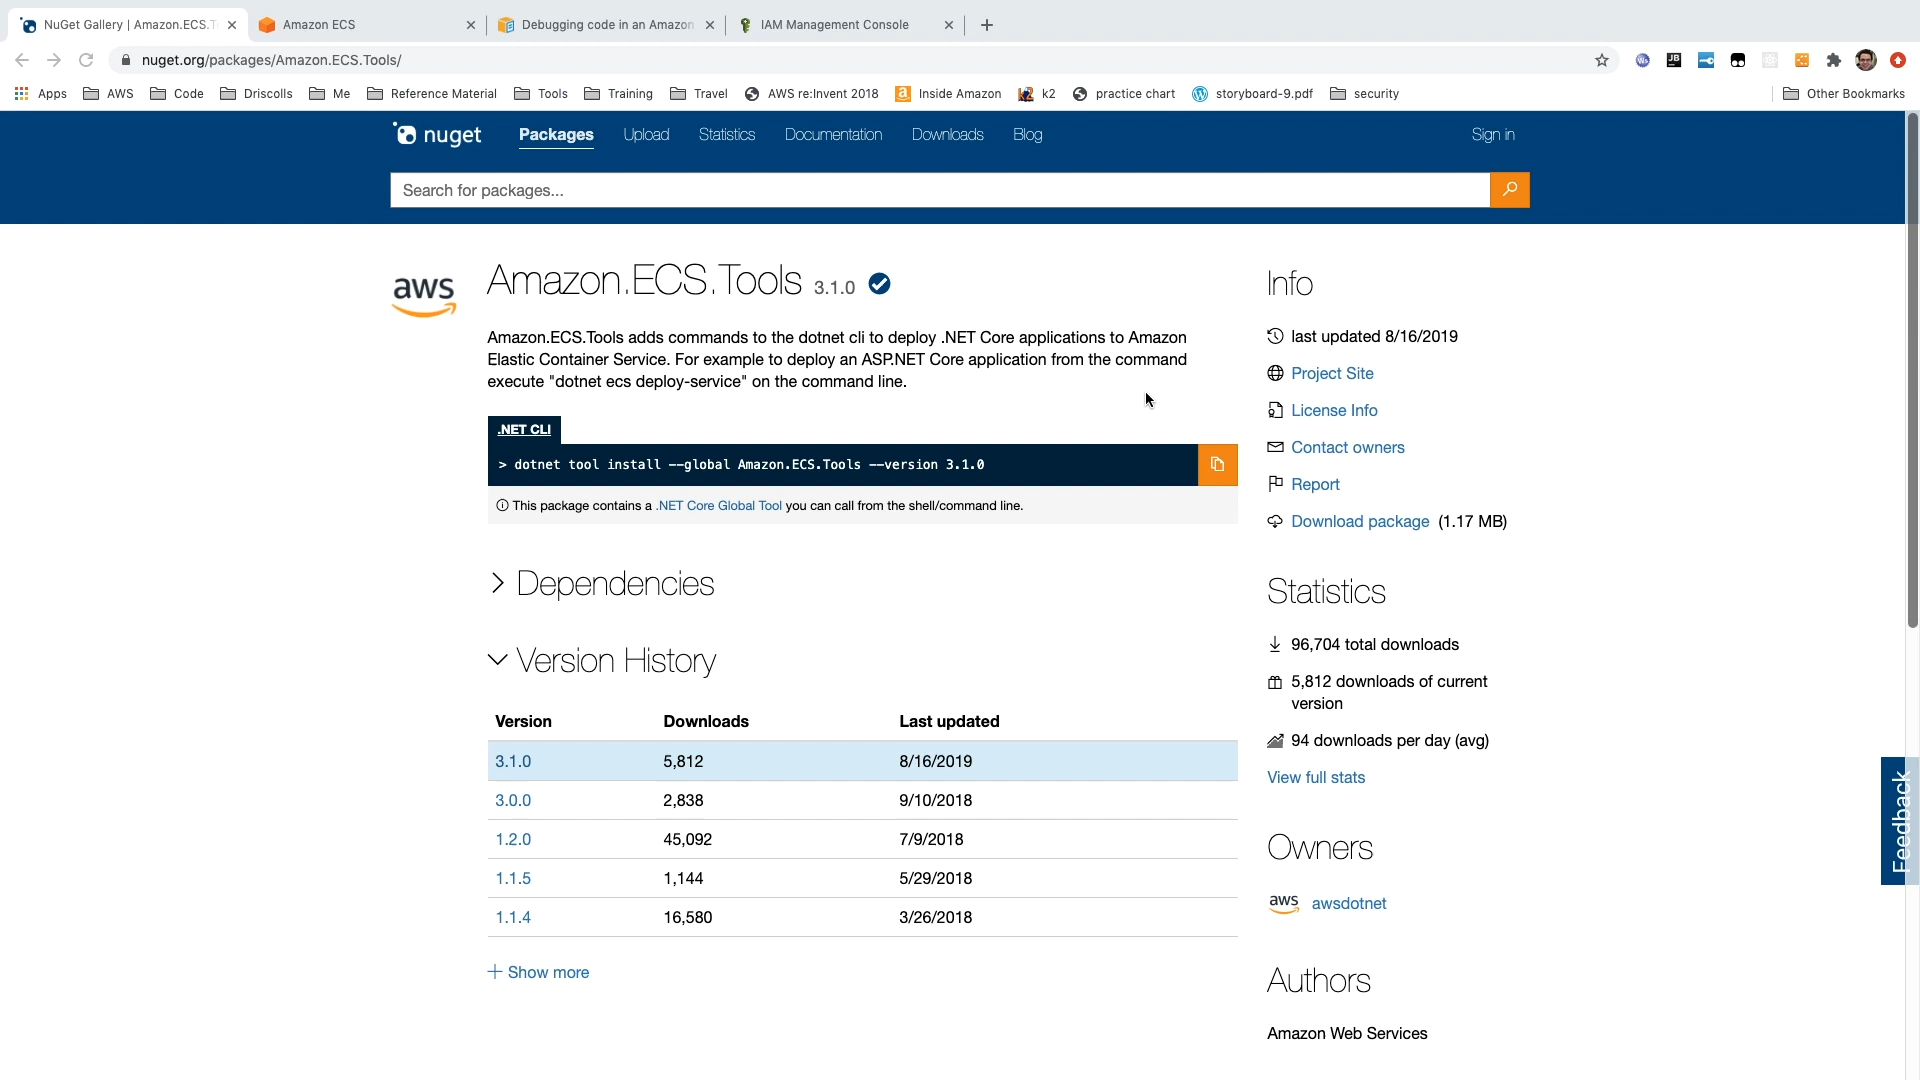 NuGet Gallery | Amazon.ECS.T
Amazon ECS
Debugging code in an Amazon
IAM Management Console
nuget.org/packages/Amazon.ECS.Tools/
Apps AWS Code Driscolls Me Reference Material Tools Training Travel AWS re:Invent 2018 Inside Amazon k2 practice chart storyboard-9.pdf security Other Bookmarks
nuget Packages Upload Statistics Documentation Downloads Blog Sign in
Search for packages...
aws
Amazon.ECS.Tools 3.1.0
Amazon.ECS.Tools adds commands to the dotnet cli to deploy .NET Core applications to Amazon
Elastic Container Service. For example to deploy an ASP.NET Core application from the command
execute "dotnet ecs deploy-service" on the command line.
.NET CLI
> dotnet tool install --global Amazon.ECS.Tools --version 3.1.0
This package contains a .NET Core Global Tool you can call from the shell/command line.
Dependencies
Version History
Version Downloads Last updated
3.1.0 5,812 8/16/2019
3.0.0 2,838 9/10/2018
1.2.0 45,092 7/9/2018
1.1.5 1,144 5/29/2018
1.1.4 16,580 3/26/2018
Show more
Info
last updated 8/16/2019
Project Site
License Info
Contact owners
Report
Download package (1.17 MB)
Statistics
96,704 total downloads
5,812 downloads of current
version
94 downloads per day (avg)
View full stats
Owners
aws awsdotnet
Authors
Amazon Web Services
Feedback